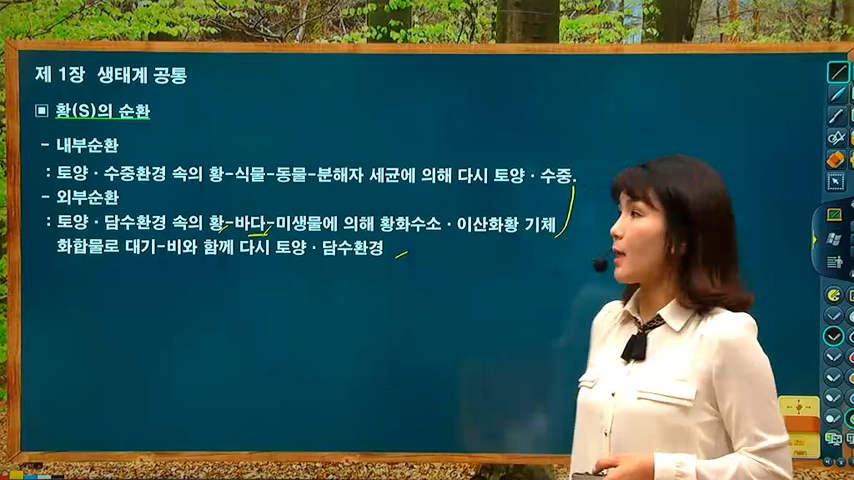 제 1장 생태계 공통
▣ 황(S)의 순환
- 내부순환
: 토양 · 수중환경 속의 황-식물-동물-분해자 세균에 의해 다시 토양 · 수중.
- 외부순환
: 토양 · 담수환경 속의 황-바다-미생물에 의해 황화수소 · 이산화황 기체
화합물로 대기-비와 함께 다시 토양 · 담수환경